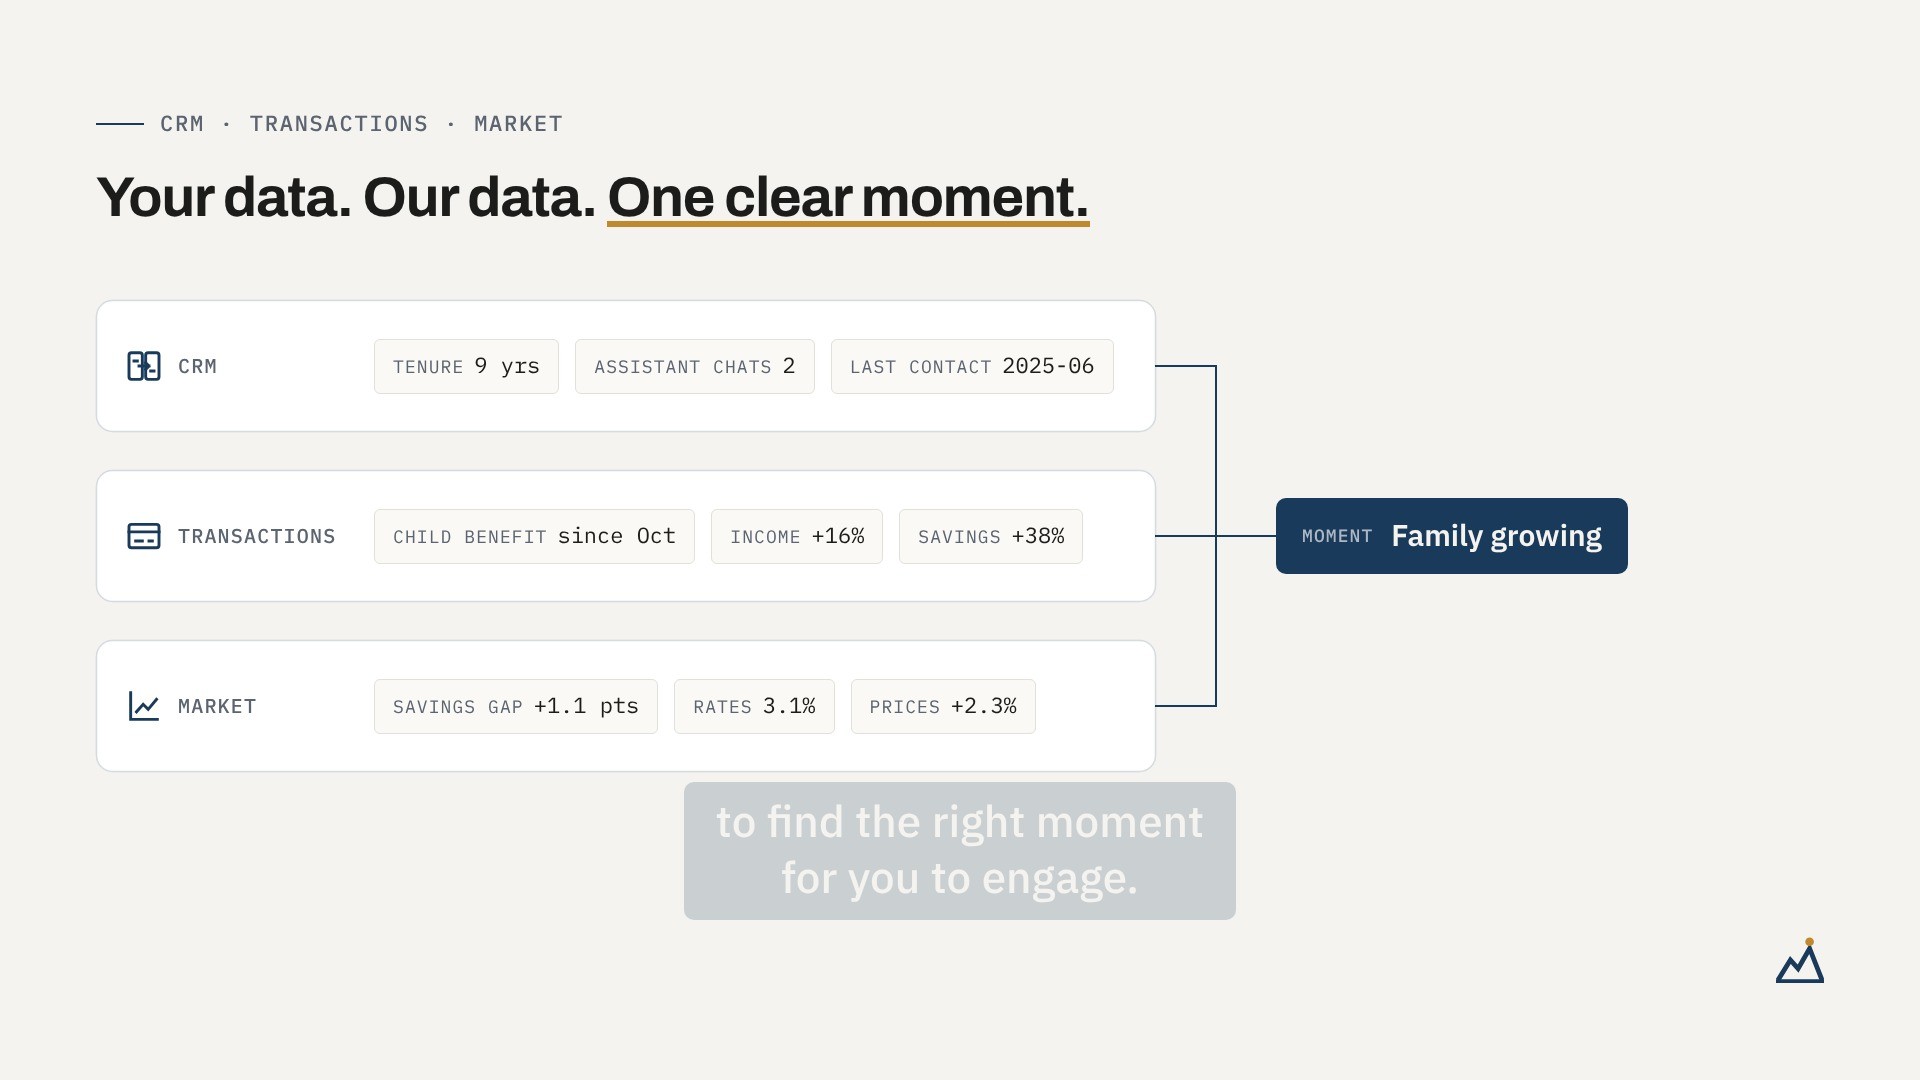 CRM · TRANSACTIONS · MARKET
Your data. Our data. One clear moment.
CRM TENURE 9 yrs ASSISTANT CHATS 2 LAST CONTACT 2025-06
TRANSACTIONS CHILD BENEFIT since Oct INCOME +16% SAVINGS +38%
MOMENT Family growing
MARKET SAVINGS GAP +1.1 pts RATES 3.1% PRICES +2.3%
to find the right moment
for you to engage.